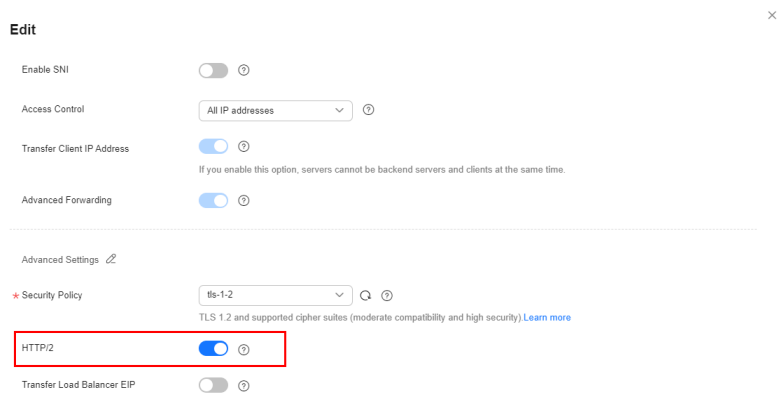 Edit
Enable SNI
Access Control All IP addresses
Transfer Client IP Address
If you enable this option, servers cannot be backend servers and clients at the same time.
Advanced Forwarding
Advanced Settings
* Security Policy tls-1-2
TLS 1.2 and supported cipher suites (moderate compatibility and high security).Learn more
HTTP/2
Transfer Load Balancer EIP